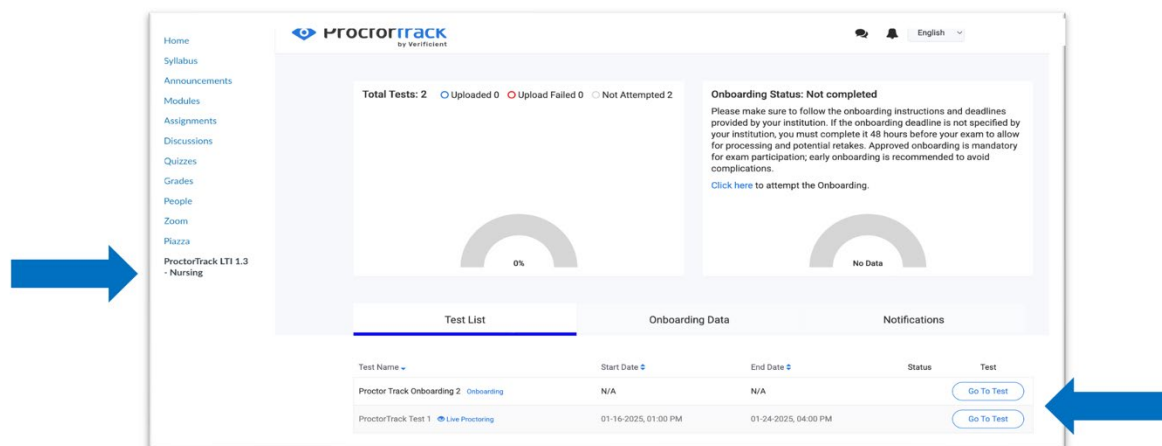 Home
Syllabus
Announcements
Modules
Assignments
Discussions
Quizzes
Grades
People
Zoom
Piazza
ProctorTrack LTI 1.3
- Nursing
ProctorTrack
by Verificient
English
Total Tests: 2 Uploaded 0 Upload Failed 0 Not Attempted 2
0%
Onboarding Status: Not completed
Please make sure to follow the onboarding instructions and deadlines
provided by your institution. If the onboarding deadline is not specified by
your institution, you must complete it 48 hours before your exam to allow
for processing and potential retakes. Approved onboarding is mandatory
for exam participation; early onboarding is recommended to avoid
complications.
Click here to attempt the Onboarding.
No Data
Test List Onboarding Data Notifications
Test Name Start Date End Date Status Test
Proctor Track Onboarding 2 Onboarding N/A N/A Go To Test
ProctorTrack Test 1 Live Proctoring 01-16-2025, 01:00 PM 01-24-2025, 04:00 PM Go To Test